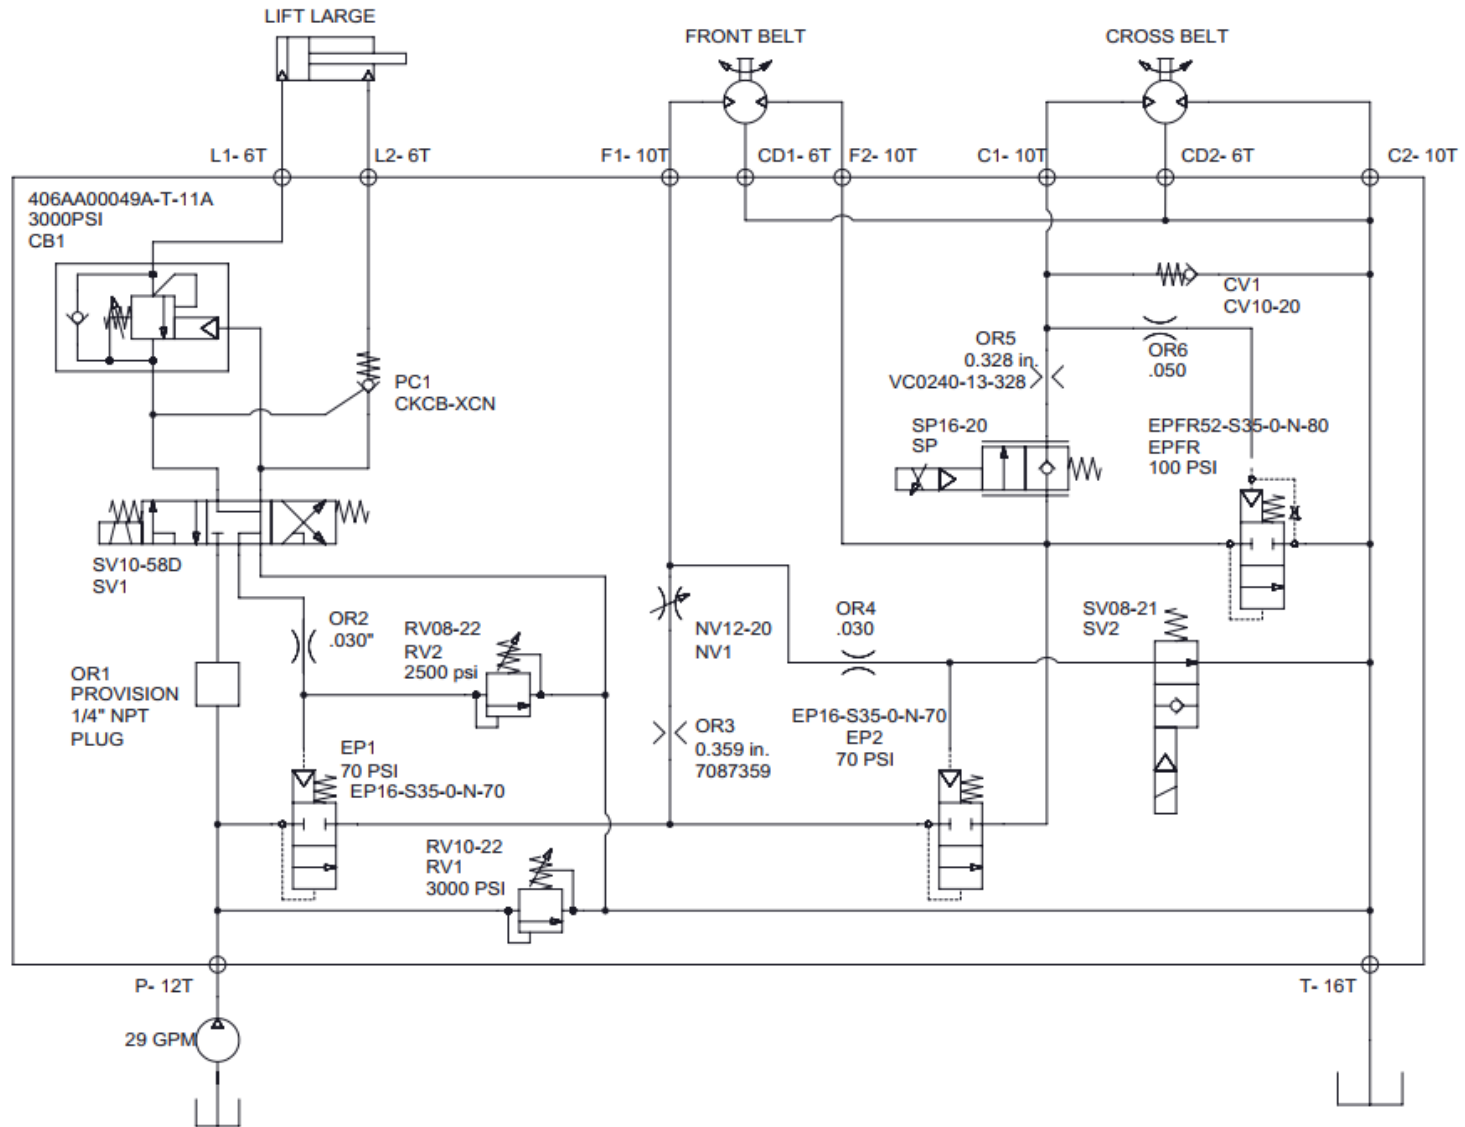 LIFT LARGE
FRONT BELT
CROSS BELT
L1- 6T
L2- 6T
F1- 10T
CD1- 6T
F2- 10T
C1- 10T
CD2- 6T
C2- 10T
406AA00049A-T-11A
3000PSI
CB1
CV1
CV10-20
PC1
CKCB-XCN
OR5
0.328 in.
VC0240-13-328
OR6
.050
SP16-20
SP
EPFR52-S35-0-N-80
EPFR
100 PSI
SV10-58D
SV1
OR2
.030"
RV08-22
RV2
2500 psi
NV12-20
NV1
OR4
.030
SV08-21
SV2
OR1
PROVISION
1/4" NPT
PLUG
OR3
0.359 in.
7087359
EP16-S35-0-N-70
EP2
70 PSI
EP1
70 PSI
EP16-S35-0-N-70
RV10-22
RV1
3000 PSI
P- 12T
T- 16T
29 GPM